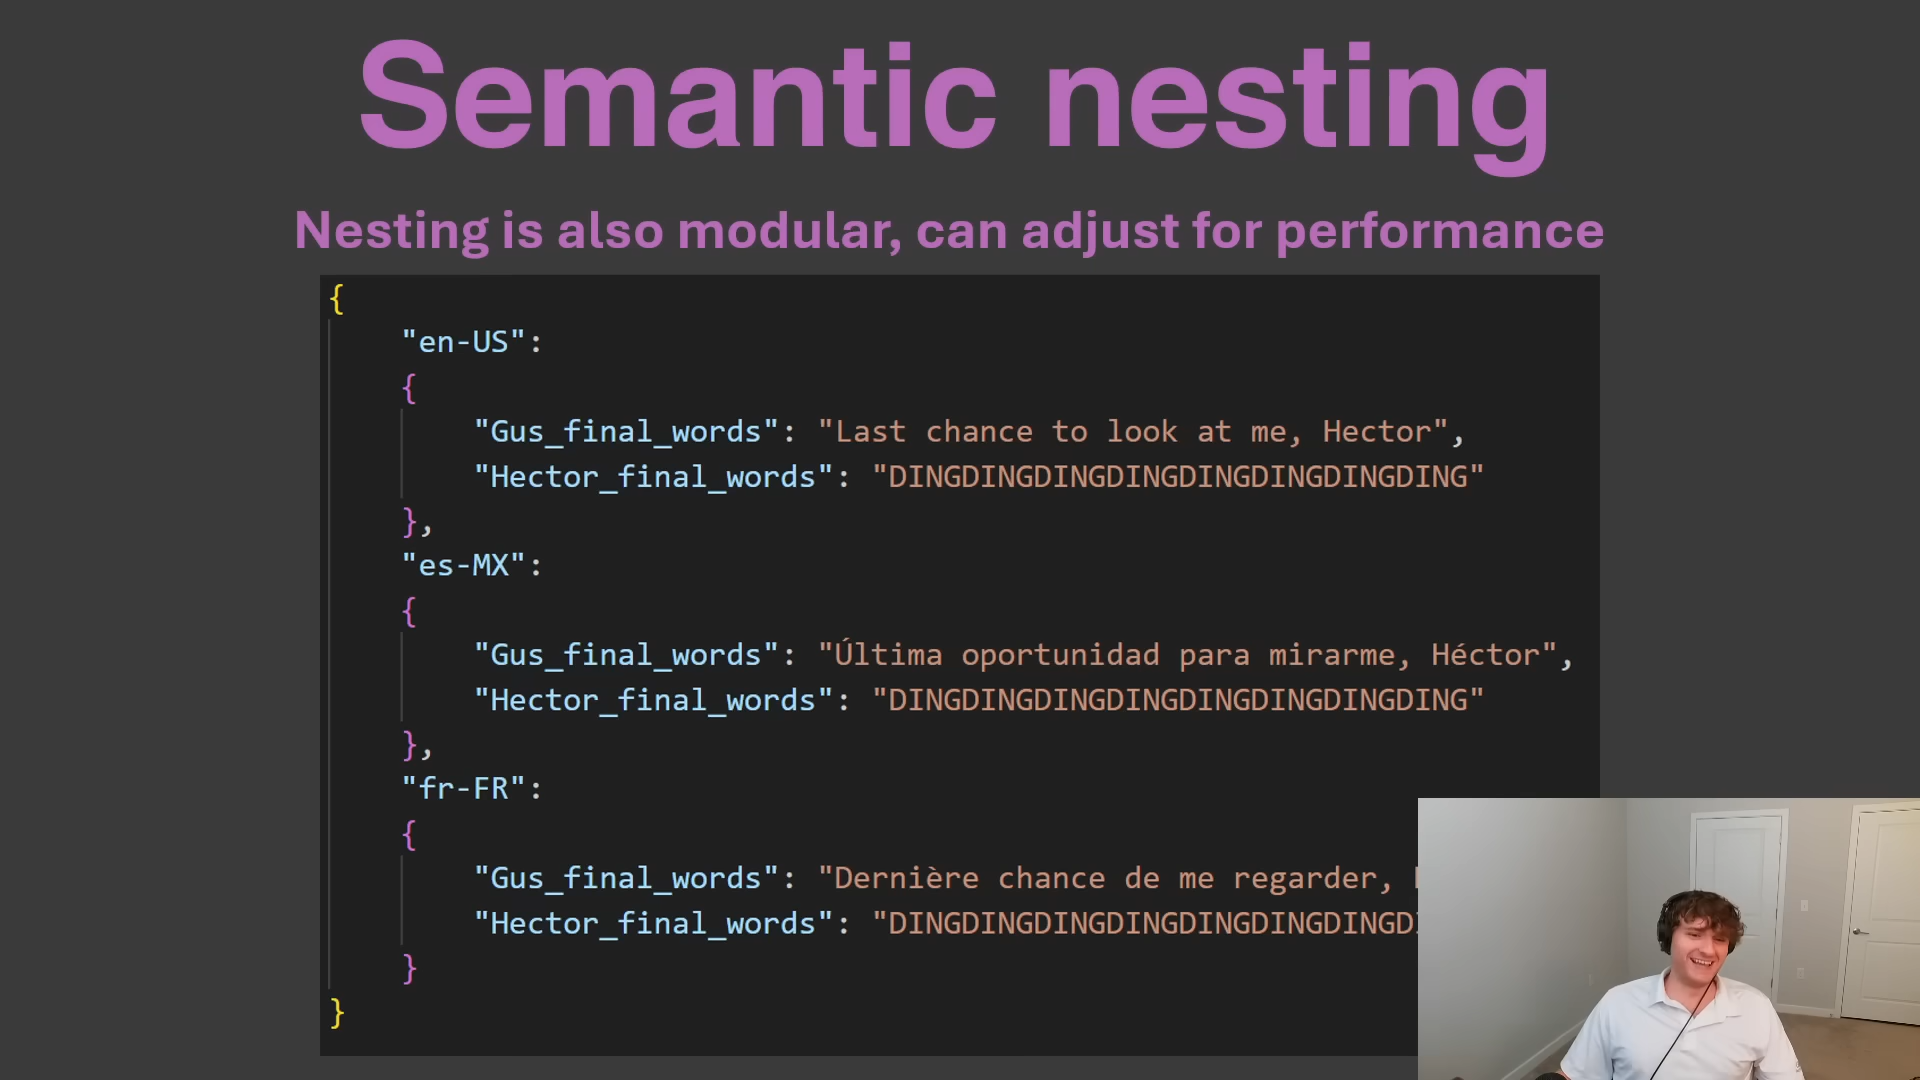 Semantic nesting
Nesting is also modular, can adjust for performance
{
"en-US":
{
"Gus_final_words": "Last chance to look at me, Hector",
"Hector_final_words": "DINGDINGDINGDINGDINGDINGDINGDING"
},
"es-MX":
{
"Gus_final_words": "Última oportunidad para mirarme, Héctor",
"Hector_final_words": "DINGDINGDINGDINGDINGDINGDINGDING"
},
"fr-FR":
{
"Gus_final_words": "Dernière chance de me regarder,
"Hector_final_words": "DINGDINGDINGDINGDINGDINGDINGD
}
}